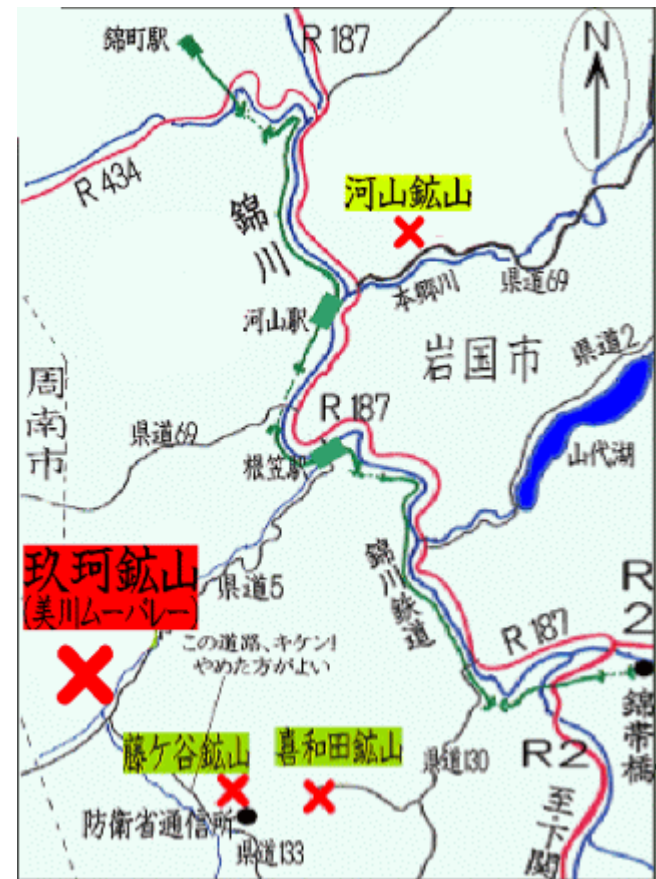 錦町駅
R 187
N
R 434
河山鉱山
錦川
本郷川
県道69
河山駅
岩国市
県道2
周南市
R 187
県道69
根笠駅
山代湖
玖珂鉱山
(美川ムーバレー)
県道5
錦川鉄道
R 2
この道路、キケン!
やめた方がよい
R 187
錦帯橋
藤ケ谷鉱山
喜和田鉱山
県道130
R2
防衛省通信所
県道133
至.下関